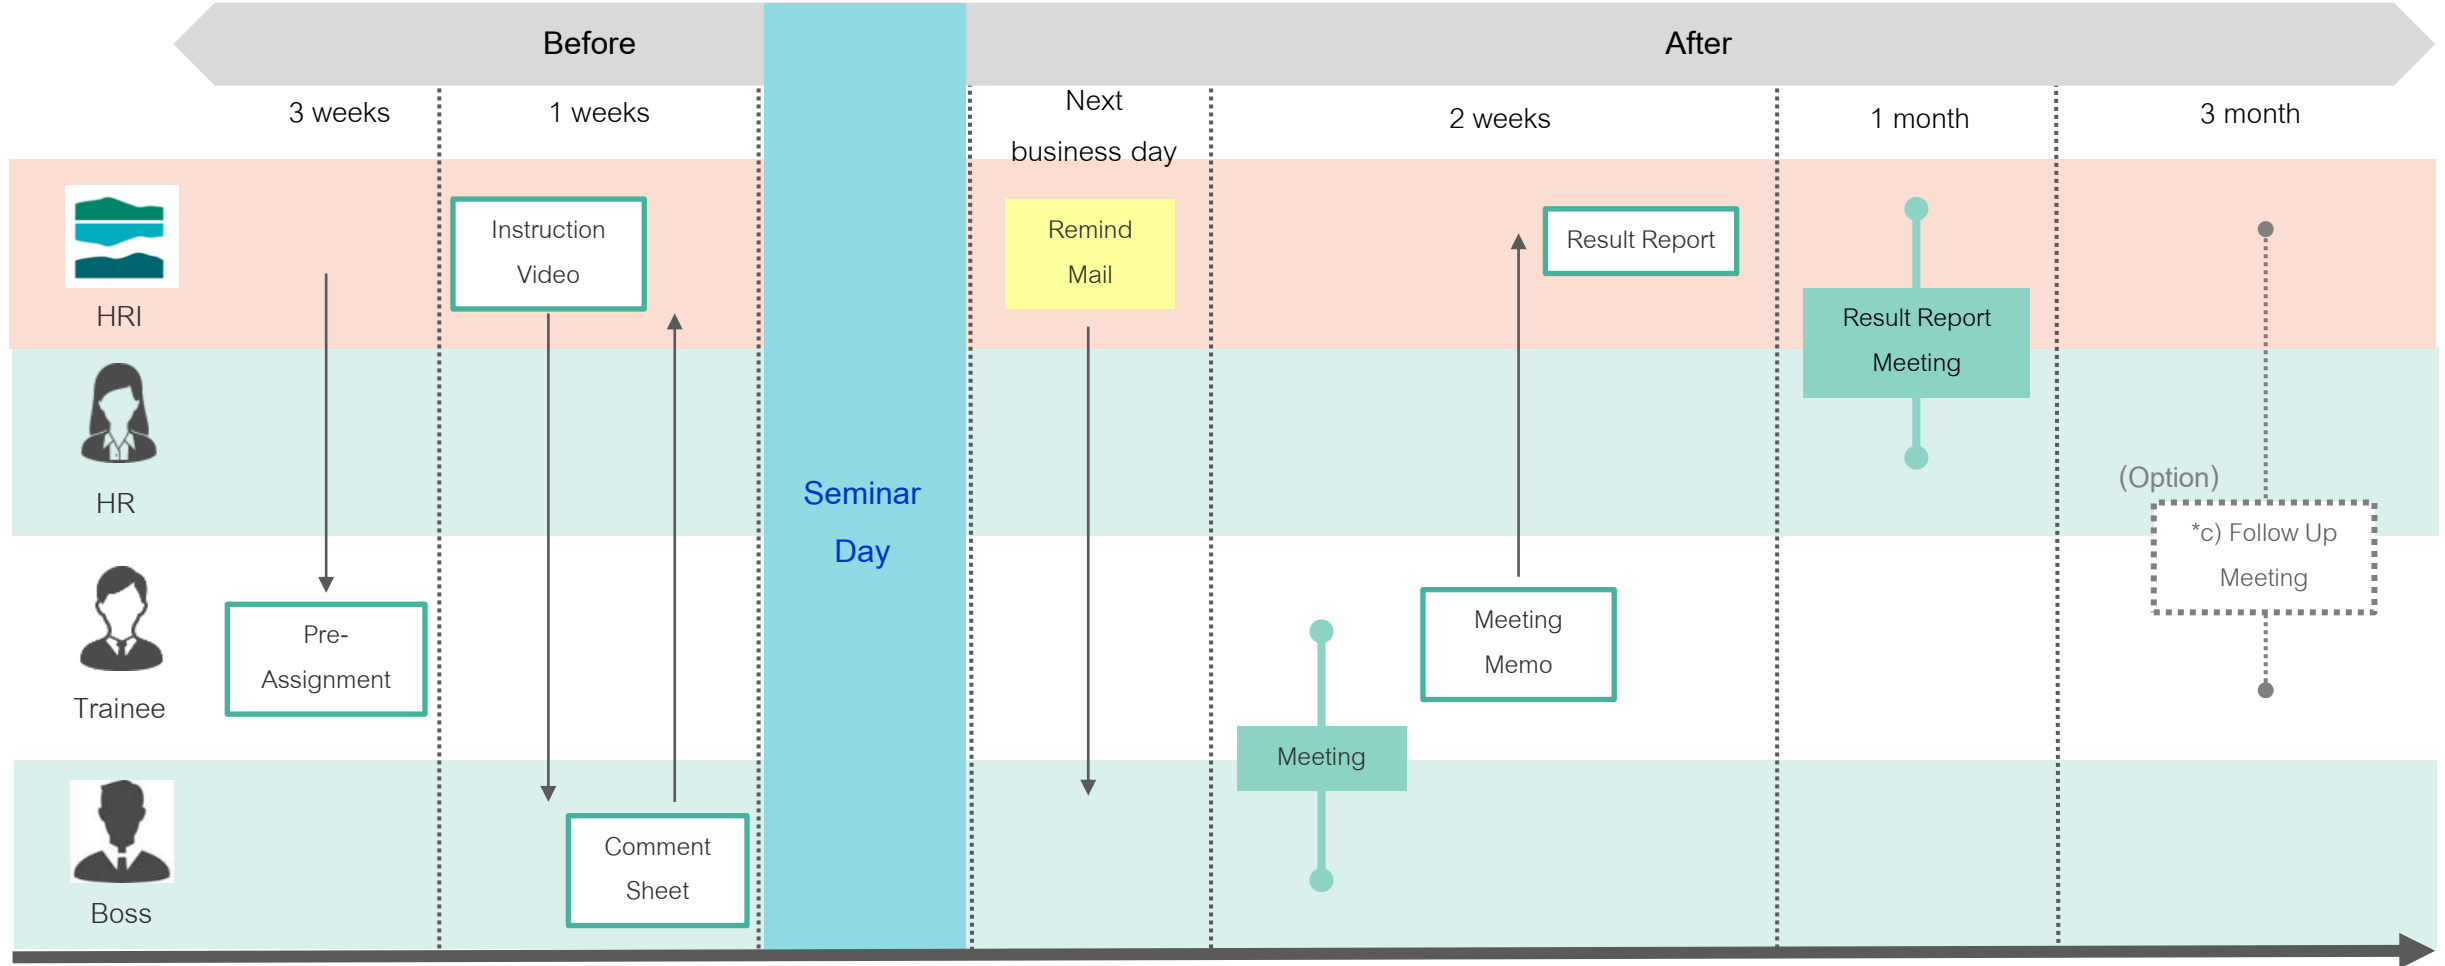 Before
After
3 weeks
1 weeks
Next
business day
2 weeks
1 month
3 month
HRI
Instruction
Video
Remind
Mail
Result Report
Result Report
Meeting
HR
Seminar
Day
(Option)
*c) Follow Up
Meeting
Trainee
Pre-
Assignment
Meeting
Memo
Meeting
Boss
Comment
Sheet